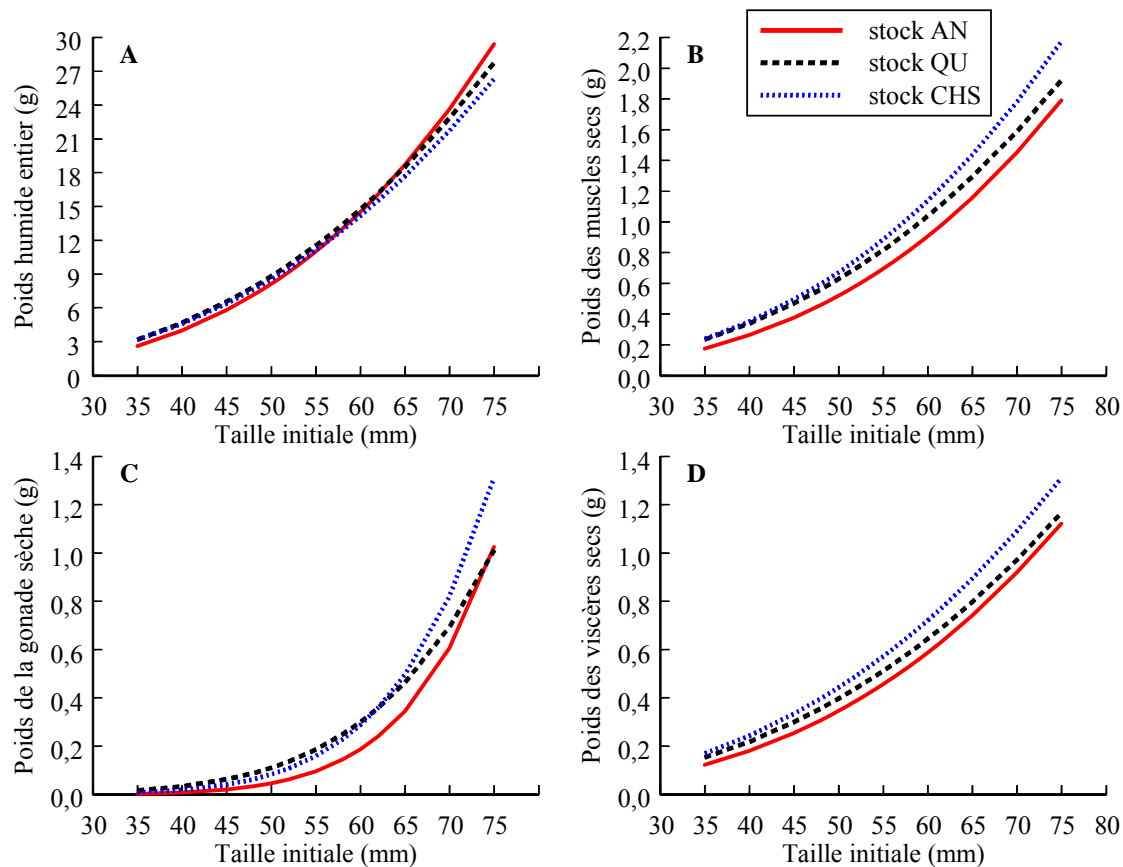 stock AN
stock QU
stock CHS
A
Poids humide entier (g)
30
27
24
21
18
15
12
9
6
3
0
30 35 40 45 50 55 60 65 70 75
Taille initiale (mm)
B
Poids des muscles secs (g)
2,2
2,0
1,8
1,6
1,4
1,2
1,0
0,8
0,6
0,4
0,2
0,0
30 35 40 45 50 55 60 65 70 75 80
Taille initiale (mm)
C
Poids de la gonade sèche (g)
1,4
1,2
1,0
0,8
0,6
0,4
0,2
0,0
30 35 40 45 50 55 60 65 70 75
Taille initiale (mm)
D
Poids des viscères secs (g)
1,4
1,2
1,0
0,8
0,6
0,4
0,2
0,0
30 35 40 45 50 55 60 65 70 75 80
Taille initiale (mm)